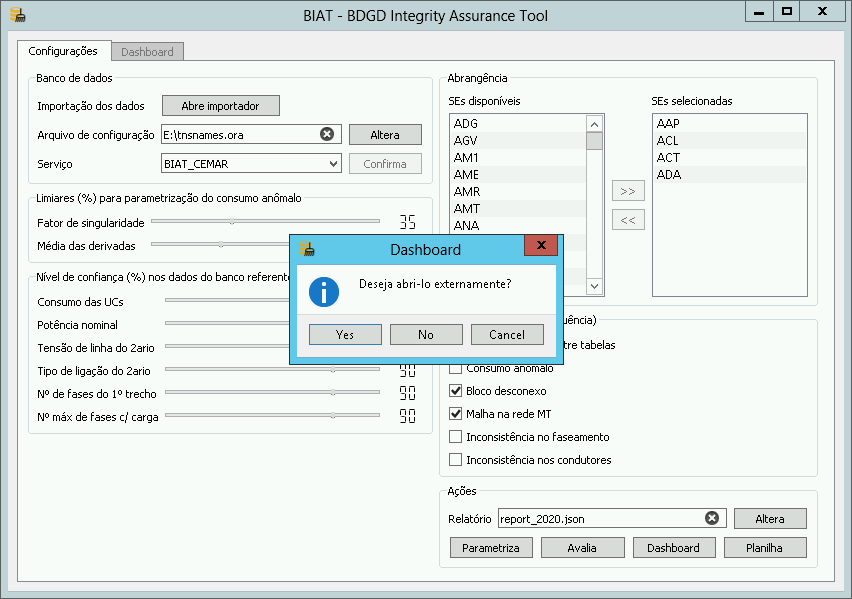 BIAT - BDGD Integrity Assurance Tool
Configurações
Dashboard
Banco de dados
Importação dos dados
Abre importador
Arquivo de configuração
E:\tnsnames.ora
Altera
Serviço
BIAT_CEMAR
Confirma
Limiares (%) para parametrização do consumo anômalo
Fator de singularidade
35
Média das derivadas
Nível de confiança (%) nos dados do banco referent
Consumo das UCs
Potência nominal
Tensão de linha do 2ario
Tipo de ligação do 2ario
90
Nº de fases do 1º trecho
90
Nº máx de fases c/ carga
90
Abrangência
SEs disponíveis
ADG
AGV
AM1
AME
AMR
AMT
ANA
>>
<<
SEs selecionadas
AAP
ACL
ACT
ADA
Dashboard
Deseja abri-lo externamente?
Yes
No
Cancel
uência)
tre tabelas
Consumo anômalo
Bloco desconexo
Malha na rede MT
Inconsistência no faseamento
Inconsistência nos condutores
Ações
Relatório
report_2020.json
Altera
Parametriza
Avalia
Dashboard
Planilha